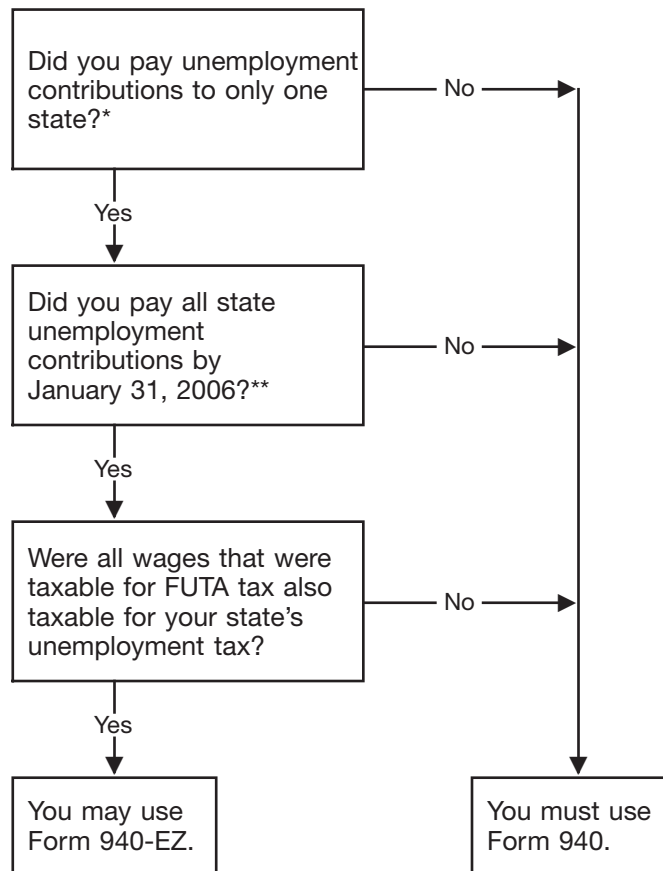 Did you pay unemployment
contributions to only one
state?*
No
Yes
Did you pay all state
unemployment
contributions by
January 31, 2006?**
No
Yes
Were all wages that were
taxable for FUTA tax also
taxable for your state's
unemployment tax?
No
Yes
You may use
Form 940-EZ.
You must use
Form 940.